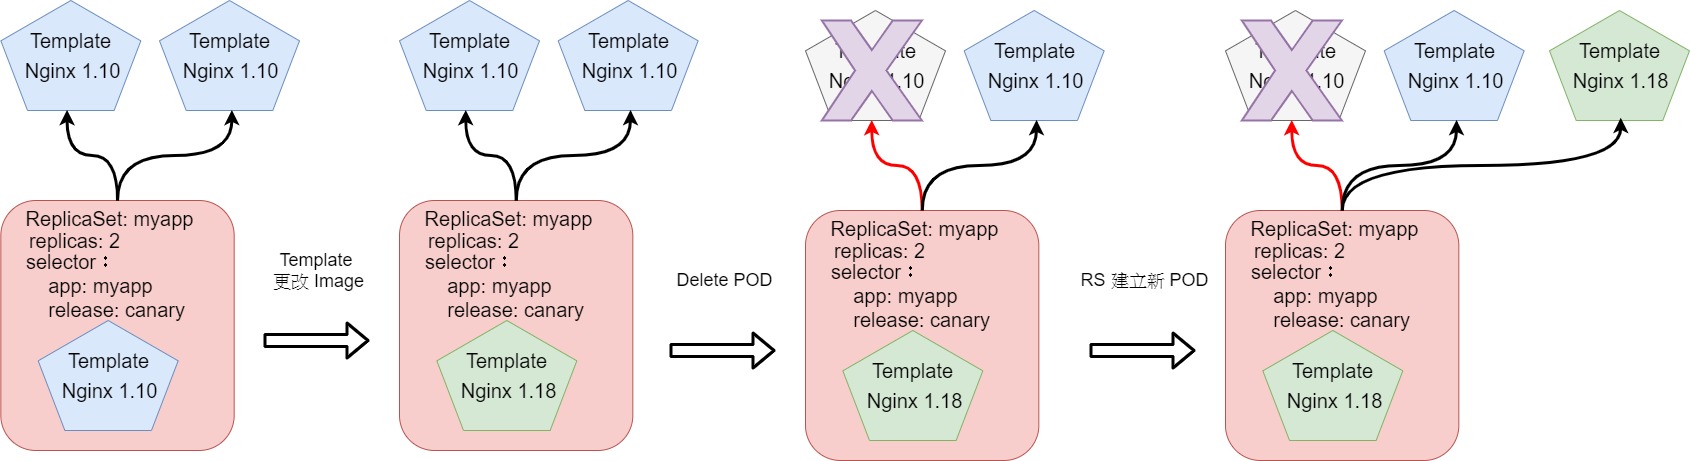 Template
Nginx 1.10
Template
Nginx 1.10
ReplicaSet: myapp
replicas: 2
selector：
app: myapp
release: canary
Template
Nginx 1.10
Template
更改 Image
Template
Nginx 1.10
Template
Nginx 1.10
ReplicaSet: myapp
replicas: 2
selector：
app: myapp
release: canary
Template
Nginx 1.18
Delete POD
X
Template
Nginx 1.10
ReplicaSet: myapp
replicas: 2
selector：
app: myapp
release: canary
Template
Nginx 1.18
RS 建立新 POD
X
Template
Nginx 1.10
Template
Nginx 1.18
ReplicaSet: myapp
replicas: 2
selector：
app: myapp
release: canary
Template
Nginx 1.18